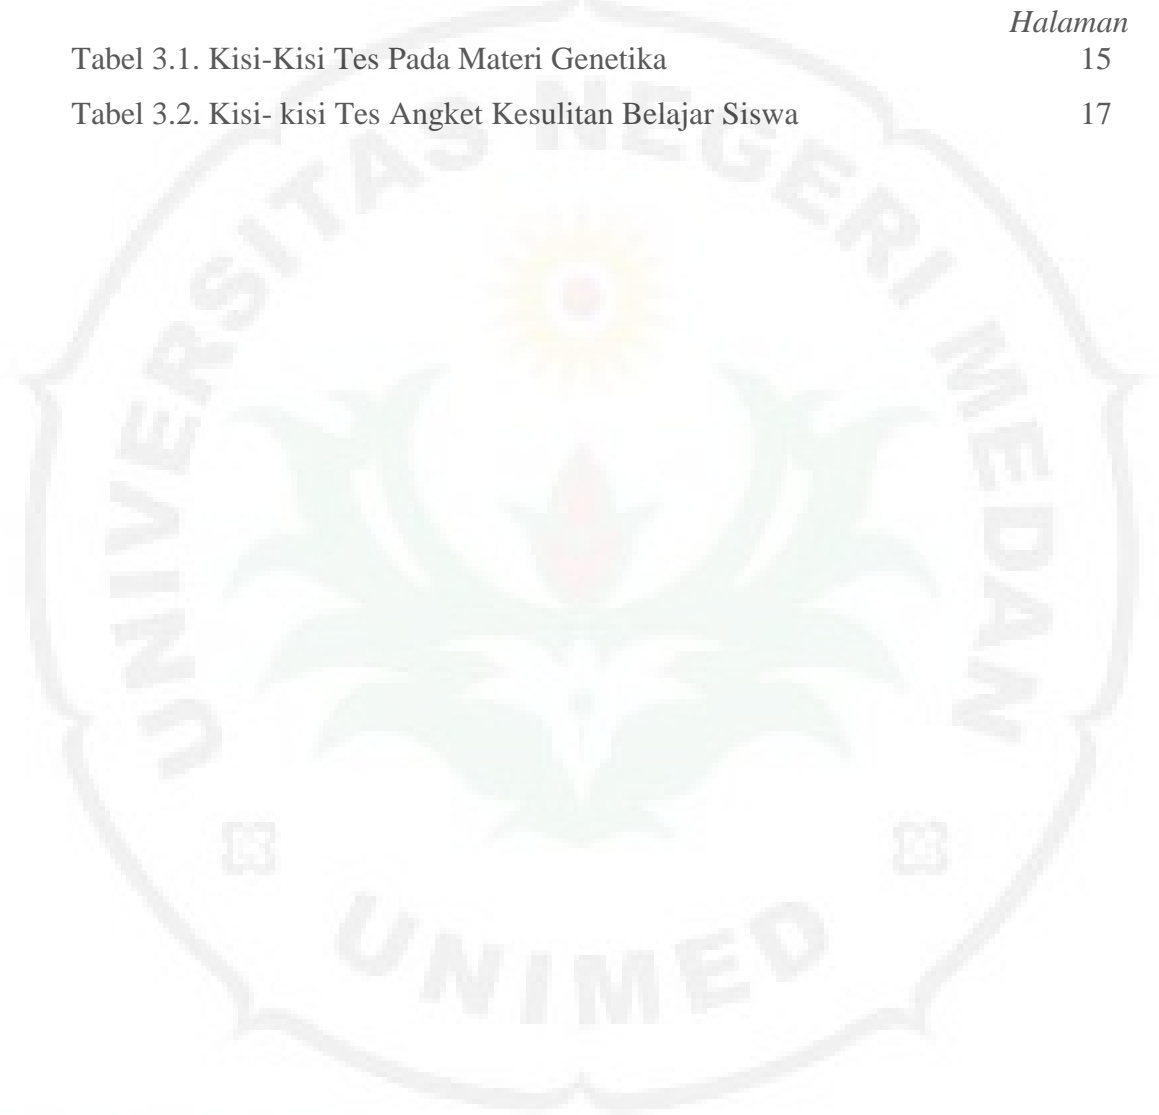 Halaman
Tabel 3.1. Kisi-Kisi Tes Pada Materi Genetika 15
Tabel 3.2. Kisi- kisi Tes Angket Kesulitan Belajar Siswa 17
UNIVERSITAS NEGERI MEDAN
UNIMED